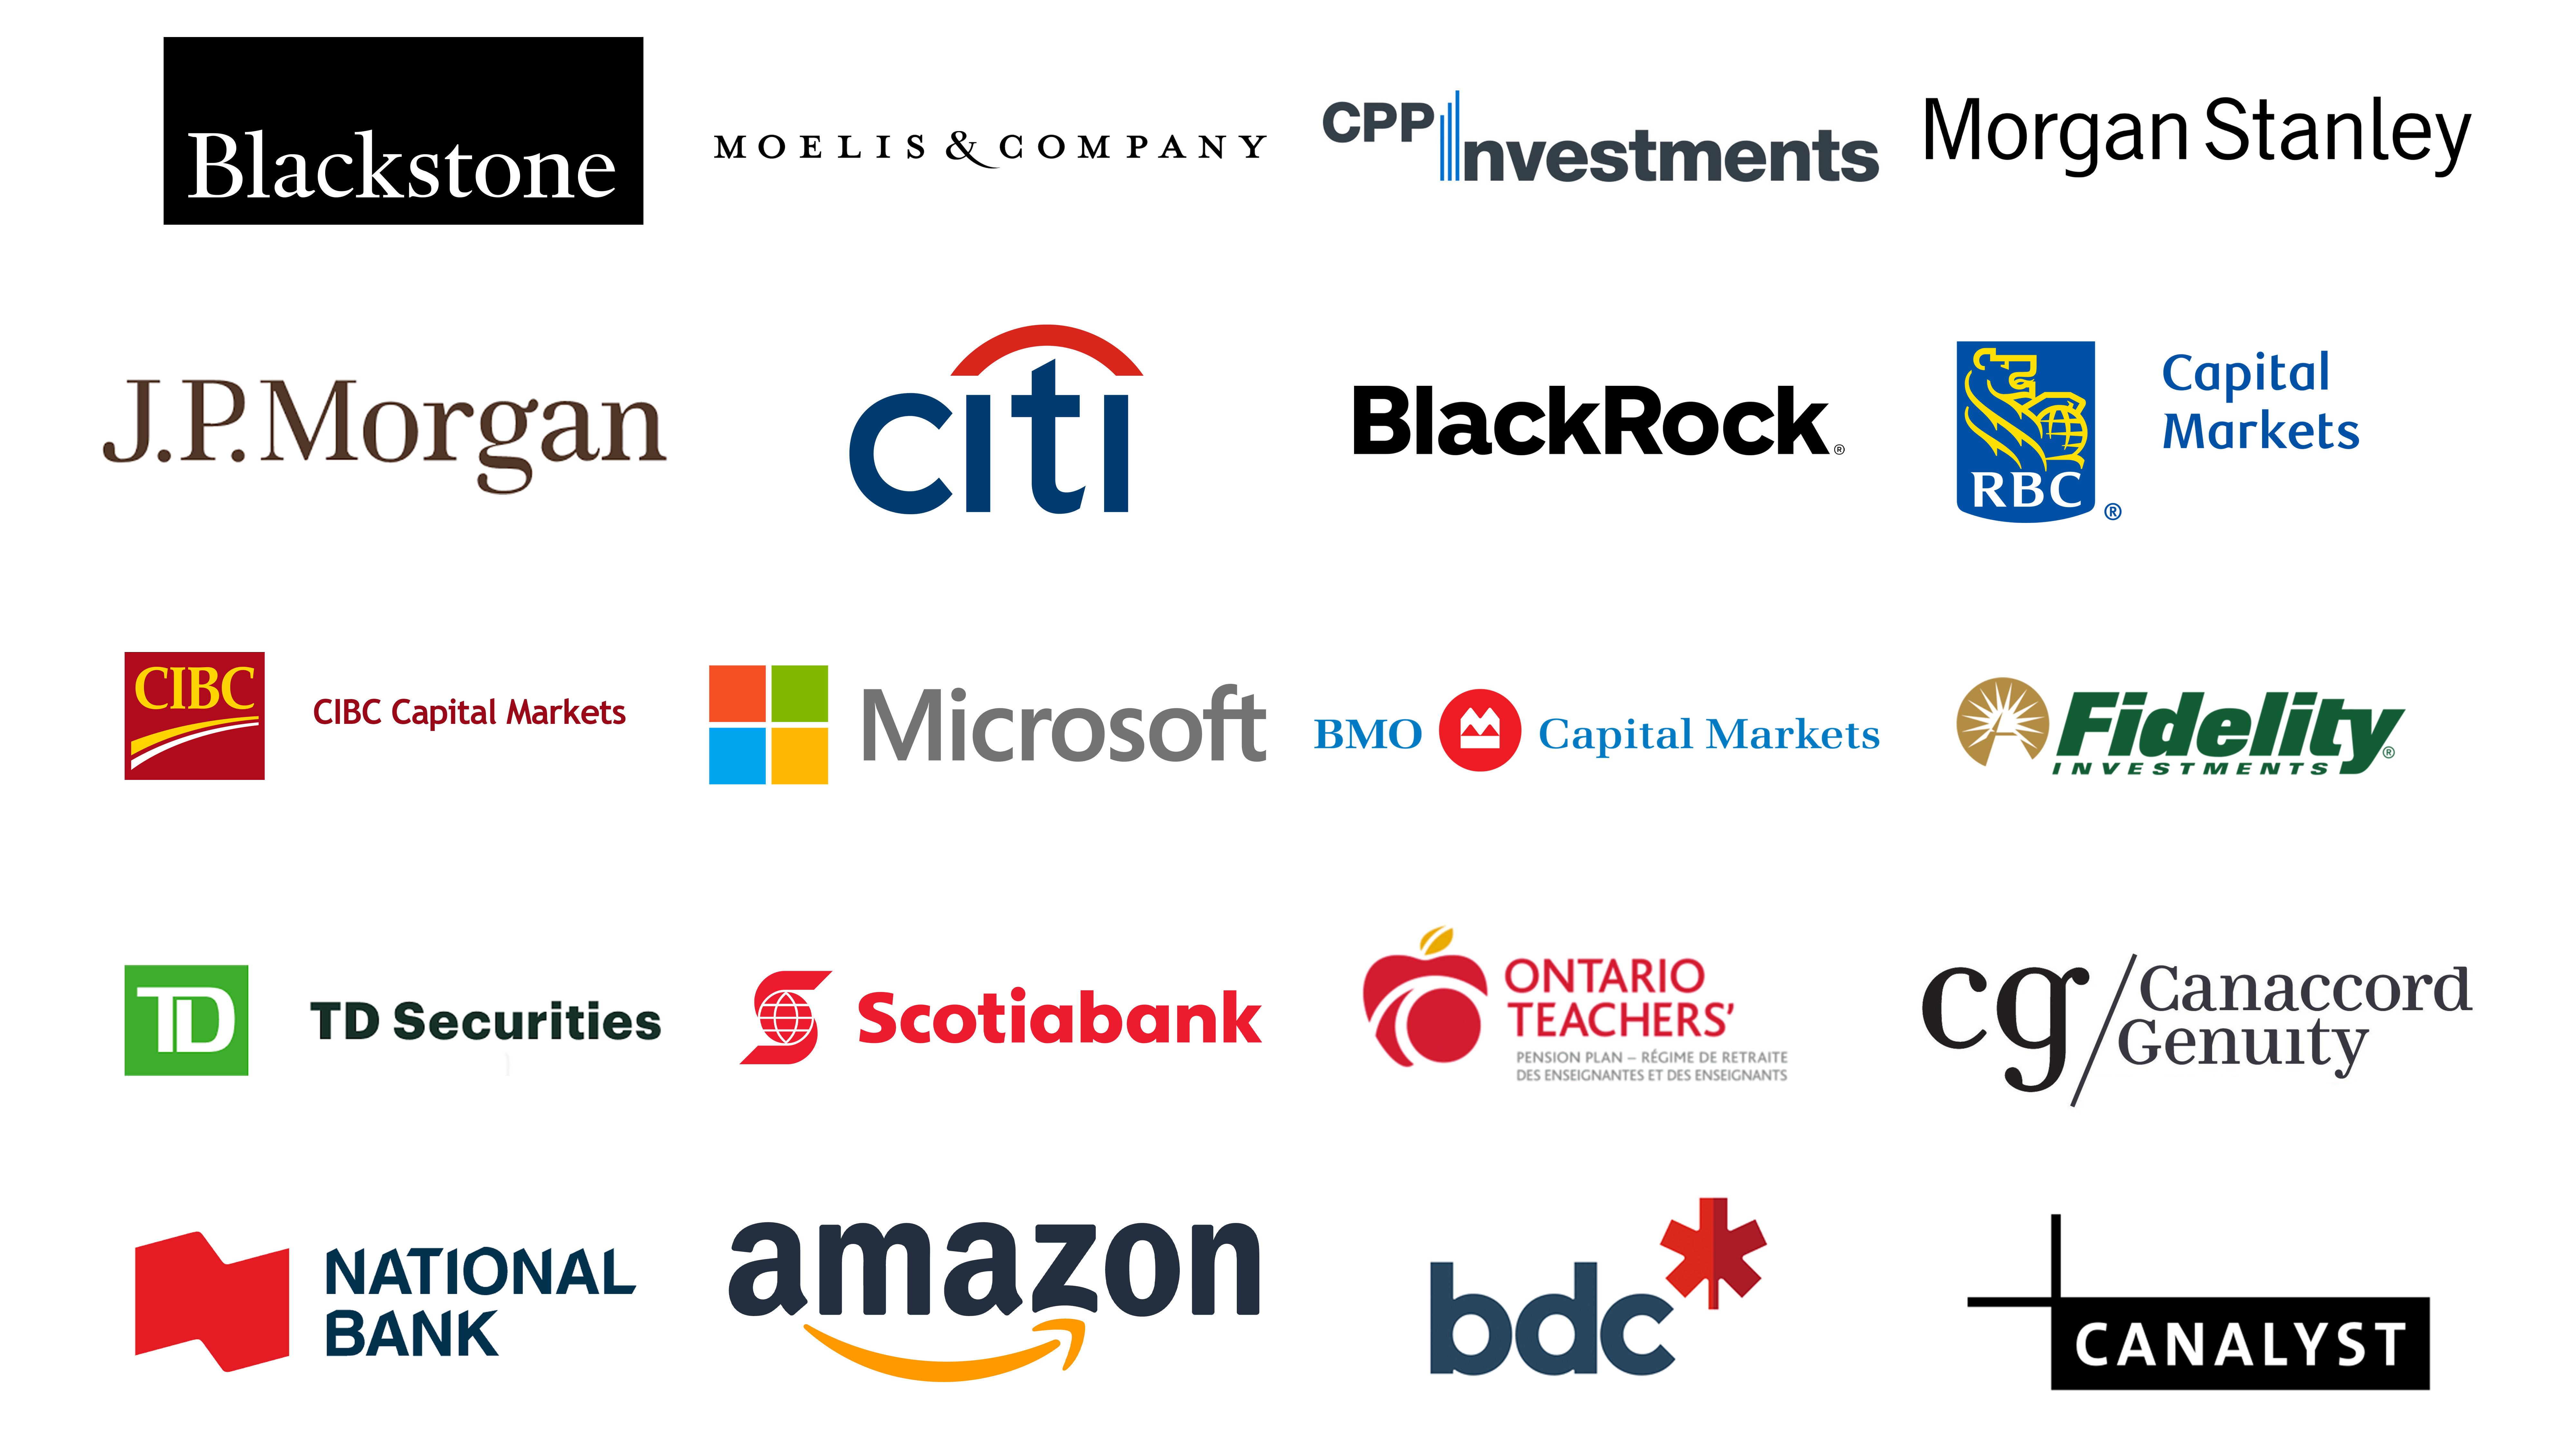 Blackstone
MOELIS & COMPANY
CPP Investments
Morgan Stanley
J.P.Morgan
citi
BlackRock®
RBC®
Capital
Markets
CIBC
CIBC Capital Markets
Microsoft
BMO Capital Markets
Fidelity®
INVESTMENTS
TD
TD Securities
Scotiabank
ONTARIO
TEACHERS’
PENSION PLAN – RÉGIME DE RETRAITE
DES ENSEIGNANTES ET DES ENSEIGNANTS
cg/Canaccord
Genuity
NATIONAL
BANK
amazon
bdc
CANALYST